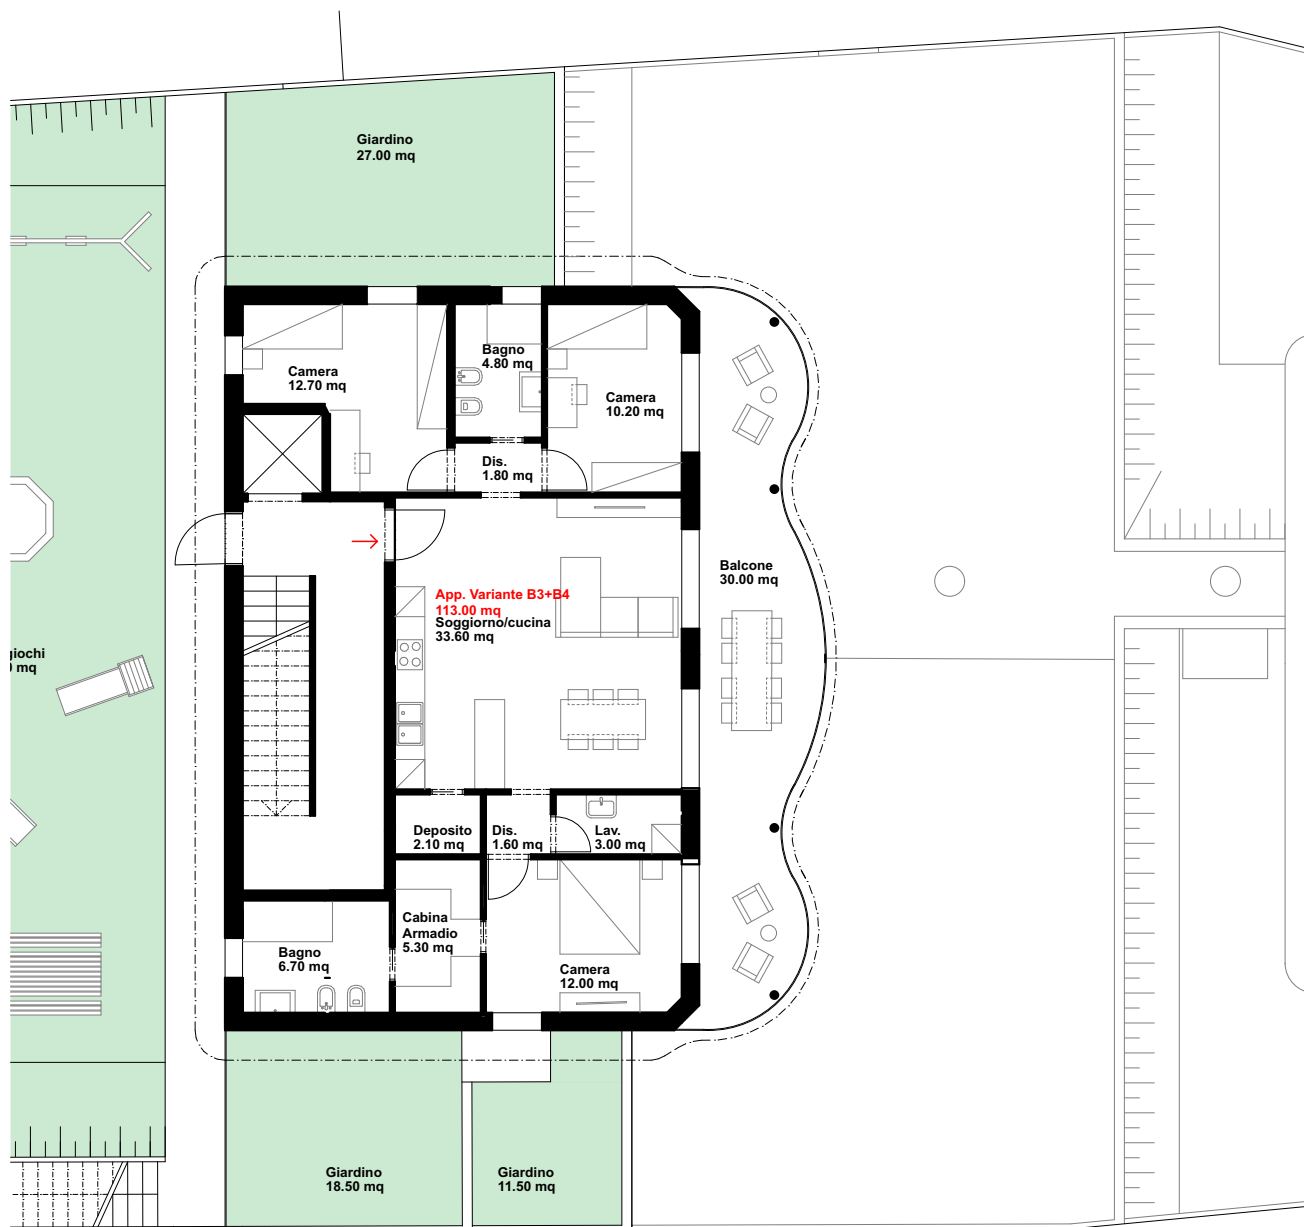 Giardino
27.00 mq
Camera
12.70 mq
Bagno
4.80 mq
Camera
10.20 mq
Dis.
1.80 mq
App. Variante B3+B4
113.00 mq
Soggiorno/cucina
33.60 mq
Balcone
30.00 mq
giochi
mq
Deposito
2.10 mq
Dis.
1.60 mq
Lav.
3.00 mq
Cabina
Armadio
5.30 mq
Bagno
6.70 mq
Camera
12.00 mq
Giardino
18.50 mq
Giardino
11.50 mq